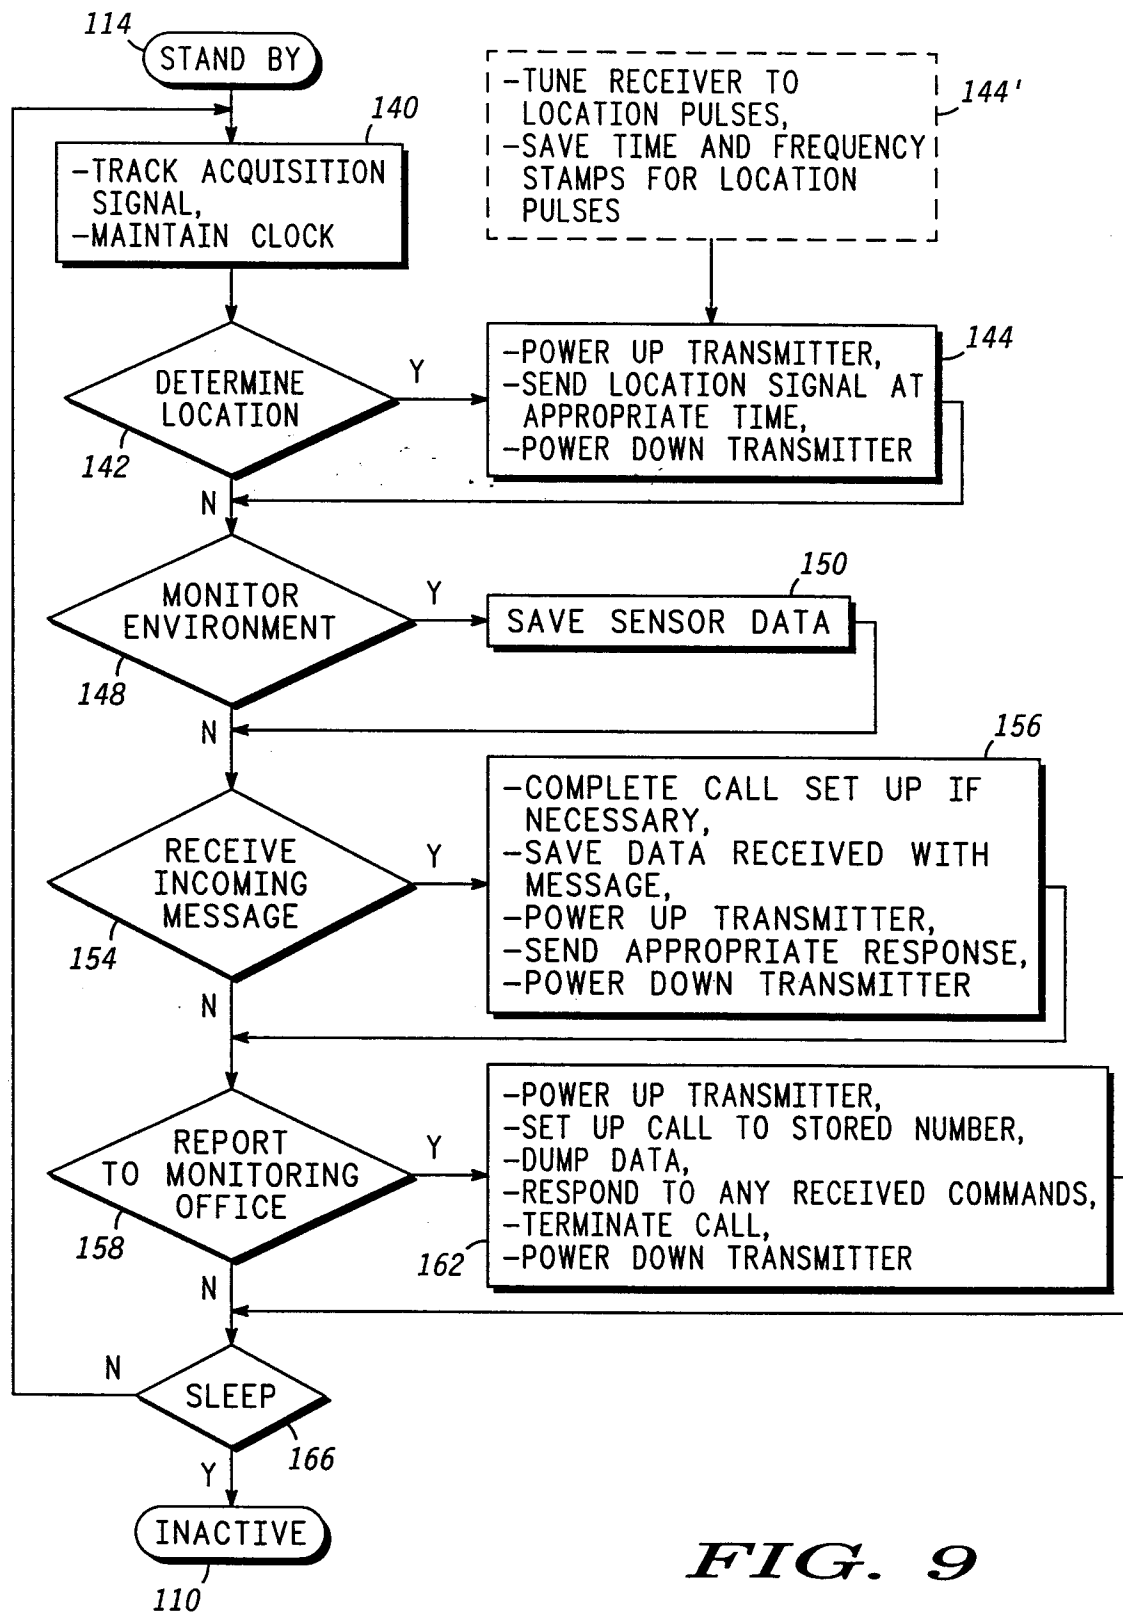 114
STAND BY
140
-TRACK ACQUISITION
SIGNAL,
-MAINTAIN CLOCK
-TUNE RECEIVER TO
LOCATION PULSES,
-SAVE TIME AND FREQUENCY
STAMPS FOR LOCATION
PULSES
144'
DETERMINE
LOCATION
142
Y
N
-POWER UP TRANSMITTER,
-SEND LOCATION SIGNAL AT
APPROPRIATE TIME,
-POWER DOWN TRANSMITTER
144
MONITOR
ENVIRONMENT
148
Y
N
150
SAVE SENSOR DATA
RECEIVE
INCOMING
MESSAGE
154
Y
N
156
-COMPLETE CALL SET UP IF
NECESSARY,
-SAVE DATA RECEIVED WITH
MESSAGE,
-POWER UP TRANSMITTER,
-SEND APPROPRIATE RESPONSE,
-POWER DOWN TRANSMITTER
REPORT
TO MONITORING
OFFICE
158
Y
N
-POWER UP TRANSMITTER,
-SET UP CALL TO STORED NUMBER,
-DUMP DATA,
-RESPOND TO ANY RECEIVED COMMANDS,
-TERMINATE CALL,
-POWER DOWN TRANSMITTER
162
N
SLEEP
166
Y
INACTIVE
110
FIG. 9